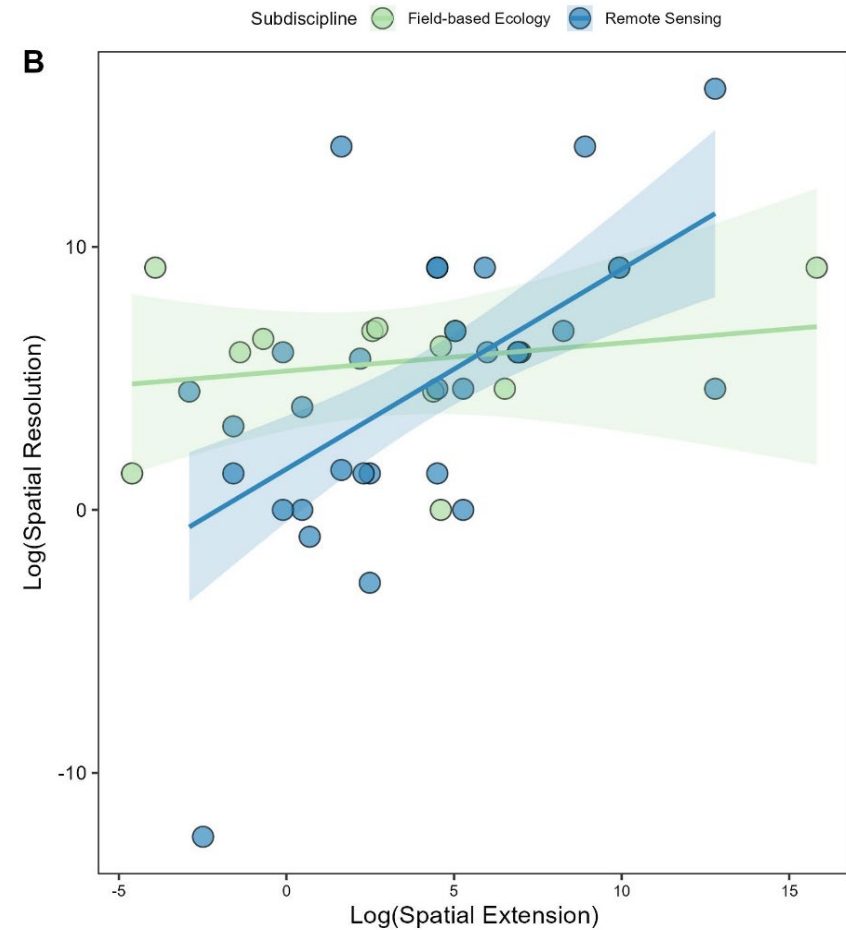 Subdiscipline Field-based Ecology Remote Sensing
B
10
0
-10
Log(Spatial Resolution)
-5 0 5 10 15
Log(Spatial Extension)